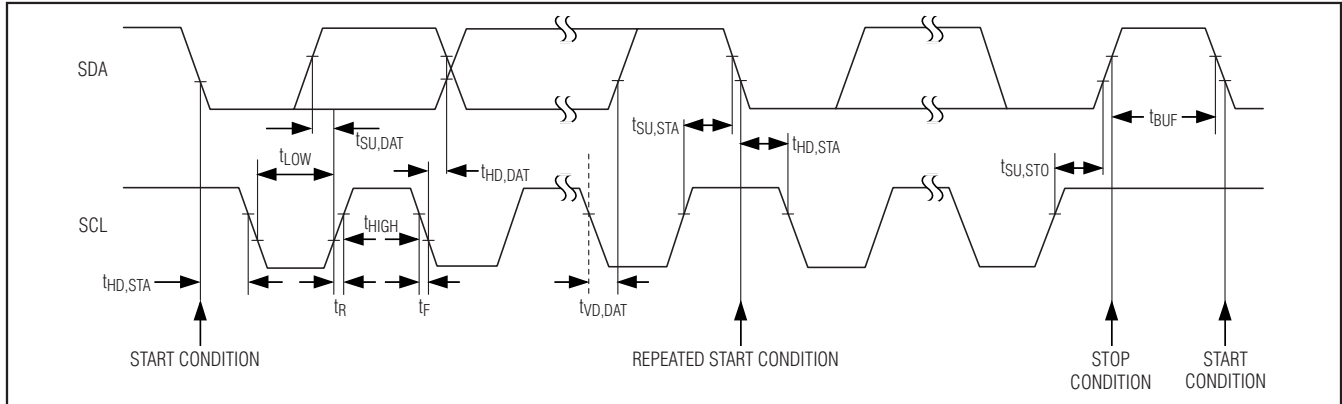 SDA
tSU,STA
tBUF
tSU,DAT
tLOW
tHD,STA
tHD,DAT
tSU,STO
SCL
tHIGH
tHD,STA
tR
tF
tVD,DAT
START CONDITION
REPEATED START CONDITION
STOP
CONDITION
START
CONDITION